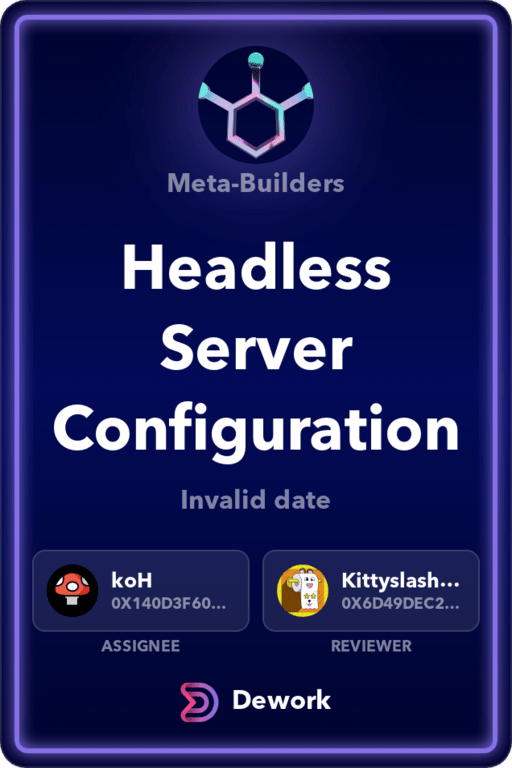 Meta-Builders
Headless
Server
Configuration
Invalid date
koH
0X140D3F60...
Kittyslash...
0X6D49DEC2...
ASSIGNEE
REVIEWER
Dework